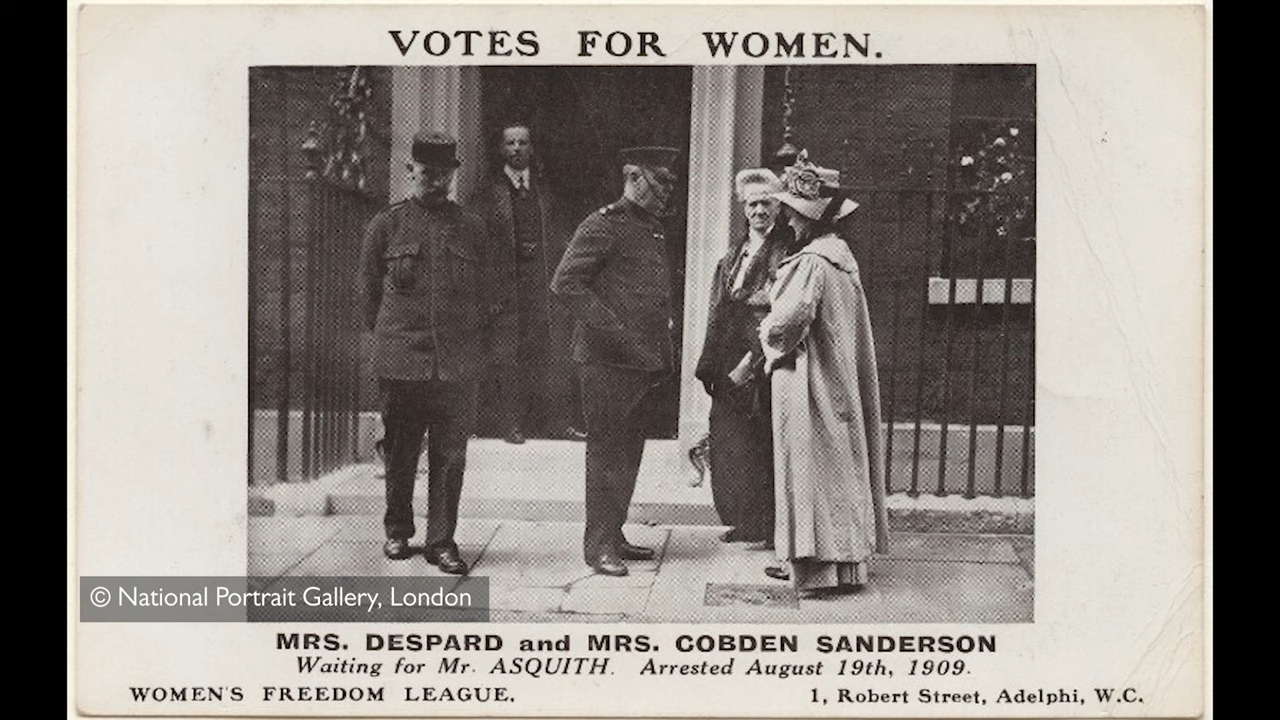 VOTES FOR WOMEN.
© National Portrait Gallery, London
MRS. DESPARD and MRS. COBDEN SANDERSON
Waiting for Mr. ASQUITH. Arrested August 19th, 1909.
WOMEN'S FREEDOM LEAGUE. 1, Robert Street, Adelphi, W.C.